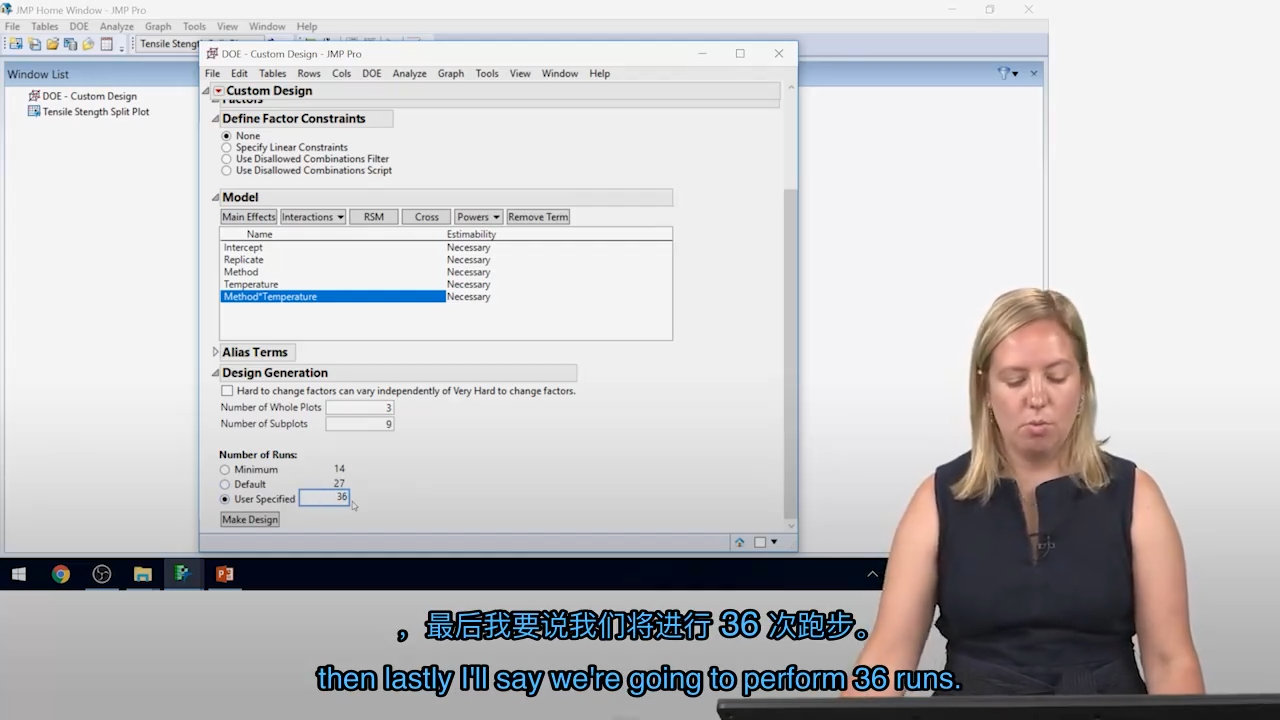 JMP Home Window - JMP Pro
File Tables DOE Analyze Graph Tools View Window Help
Tensile Strength
DOE - Custom Design - JMP Pro
Window List
File Edit Tables Rows Cols DOE Analyze Graph Tools View Window Help
DOE - Custom Design
Tensile Stength Split Plot
Custom Design
Factors
Define Factor Constraints
None
Specify Linear Constraints
Use Disallowed Combinations Filter
Use Disallowed Combinations Script
Model
Main Effects Interactions RSM Cross Powers Remove Term
Name Estimability
Intercept Necessary
Replicate Necessary
Method Necessary
Temperature Necessary
Method*Temperature Necessary
Alias Terms
Design Generation
Hard to change factors can vary independently of Very Hard to change factors.
Number of Whole Plots 3
Number of Subplots 9
Number of Runs:
Minimum 14
Default 27
User Specified 36
Make Design
，最后我要说我们将进行 36 次跑步。
then lastly I'll say we're going to perform 36 runs.